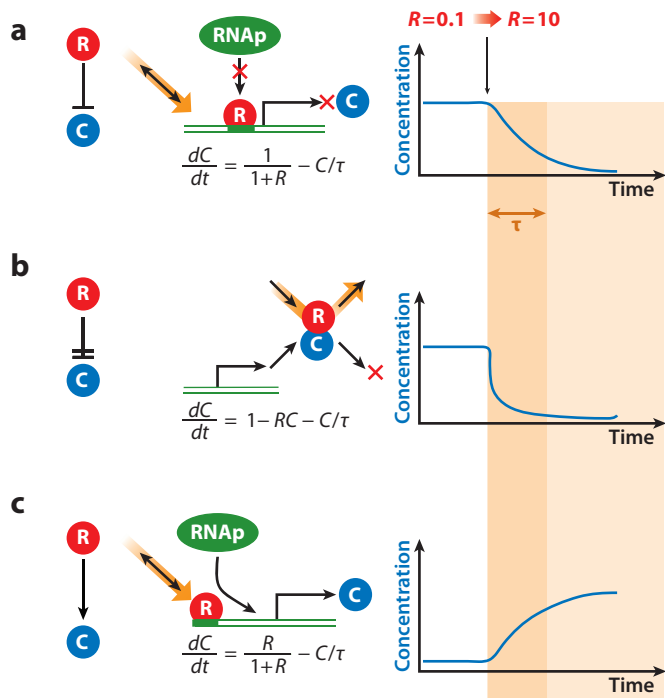 a
R
C
RNAp
R
C
dC/dt = 1/(1+R) − C/τ
R=0.1 R=10
Concentration
Time
τ
b
R
C
R
C
dC/dt = 1−RC−C/τ
Concentration
Time
c
R
C
RNAp
R
C
dC/dt = R/(1+R) − C/τ
Concentration
Time